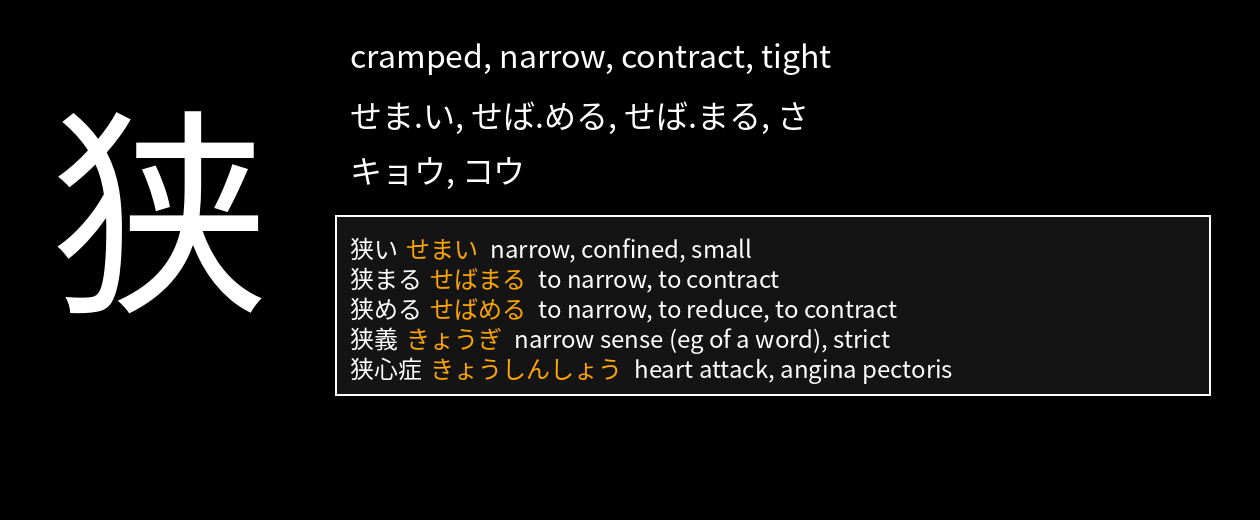 狭
cramped, narrow, contract, tight
せま.い, せば.める, せば.まる, さ
キョウ, コウ
狭い せまい narrow, confined, small
狭まる せばまる to narrow, to contract
狭める せばめる to narrow, to reduce, to contract
狭義 きょうぎ narrow sense (eg of a word), strict
狭心症 きょうしんしょう heart attack, angina pectoris